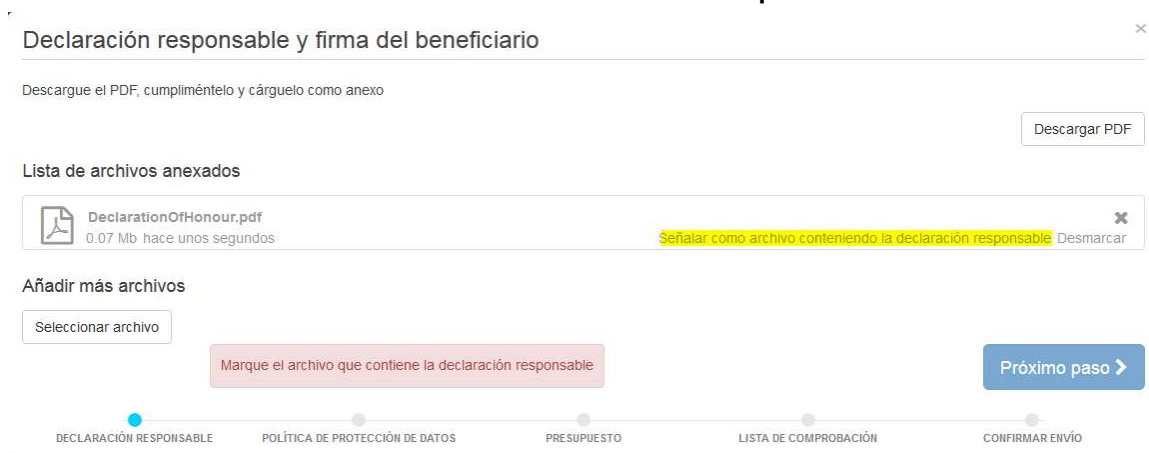 Declaración responsable y firma del beneficiario
×
Descargue el PDF, cumpliméntelo y cárguelo como anexo
Descargar PDF
Lista de archivos anexados
DeclarationOfHonour.pdf
0.07 Mb hace unos segundos
Señalar como archivo conteniendo la declaración responsable Desmarcar
Añadir más archivos
Seleccionar archivo
Marque el archivo que contiene la declaración responsable
Próximo paso
DECLARACIÓN RESPONSABLE
POLÍTICA DE PROTECCIÓN DE DATOS
PRESUPUESTO
LISTA DE COMPROBACIÓN
CONFIRMAR ENVÍO